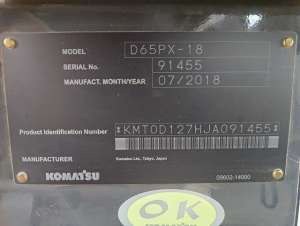 MODEL D65PX-18
SERIAL NO. 91455
MANUFACT. MONTH/YEAR 07/2018
Product Identification Number *KMT0D127HJA091455*
MANUFACTURER Komatsu Ltd., Tokyo, Japan
KOMATSU 09602-14000
OK